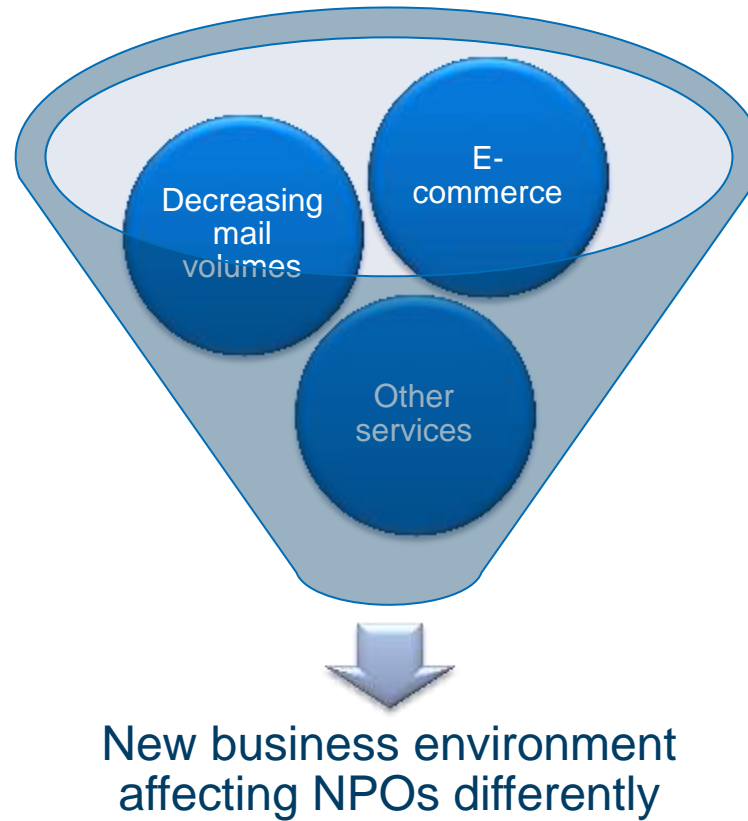 E-
commerce
Decreasing
mail
volumes
Other
services
New business environment
affecting NPOs differently